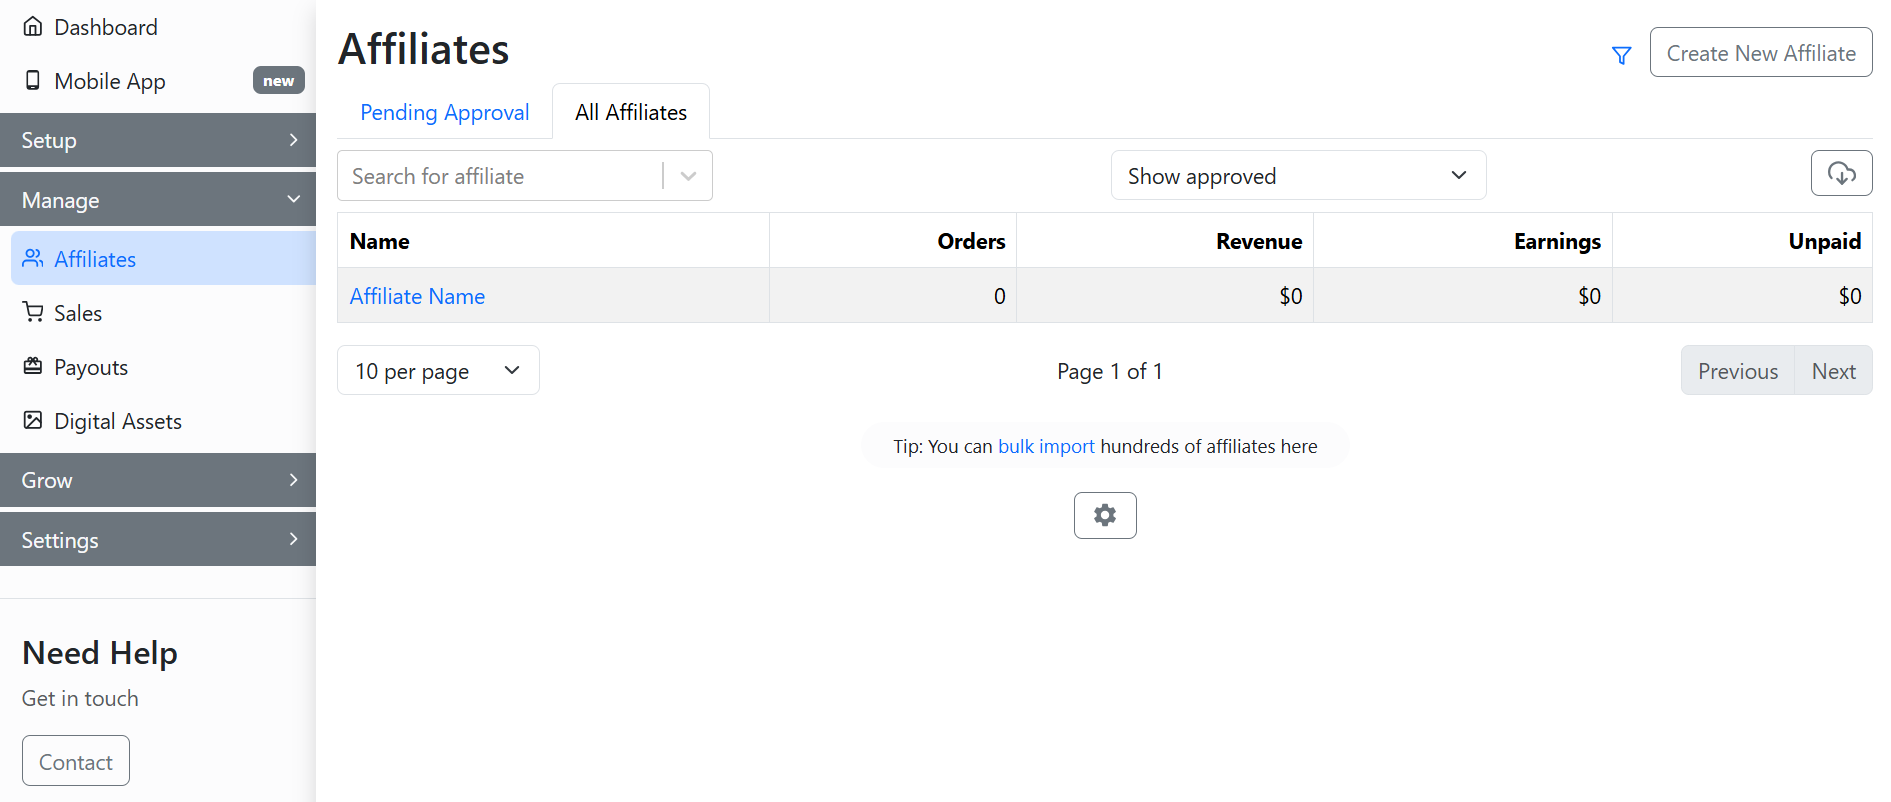 Dashboard
Mobile App new
Setup
Manage
Affiliates
Sales
Payouts
Digital Assets
Grow
Settings
Need Help
Get in touch
Contact
Affiliates
Create New Affiliate
Pending Approval All Affiliates
Search for affiliate Show approved
Name Orders Revenue Earnings Unpaid
Affiliate Name 0 $0 $0 $0
10 per page Page 1 of 1 Previous Next
Tip: You can bulk import hundreds of affiliates here